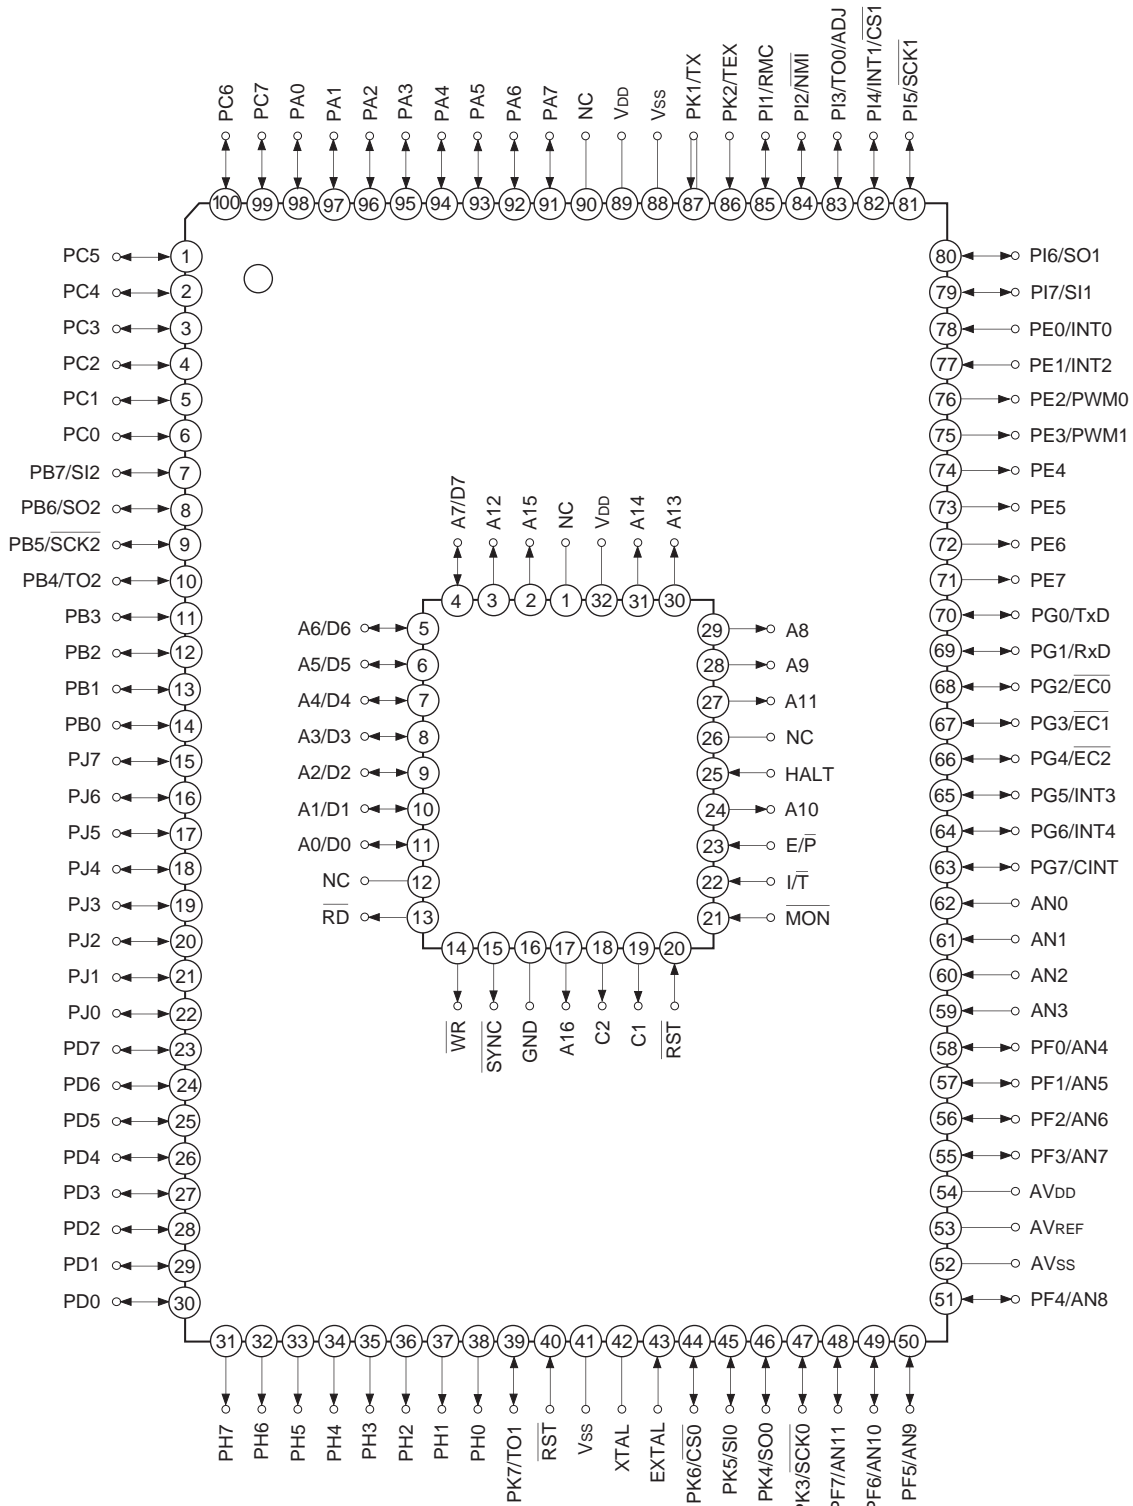 PC6
PC7
PA0
PA1
PA2
PA3
PA4
PA5
PA6
PA7
NC
VDD
VSS
PK1/TX
PK2/TEX
PI1/RMC
PI2/N̅M̅I̅
PI3/TO0/ADJ
PI4/INT1/C̅S̅1̅
PI5/S̅C̅K̅1̅
100 99 98 97 96 95 94 93 92 91 90 89 88 87 86 85 84 83 82 81
PC5 1
PC4 2
PC3 3
PC2 4
PC1 5
PC0 6
PB7/SI2 7
PB6/SO2 8
PB5/S̅C̅K̅2̅ 9
PB4/TO2 10
PB3 11
PB2 12
PB1 13
PB0 14
PJ7 15
PJ6 16
PJ5 17
PJ4 18
PJ3 19
PJ2 20
PJ1 21
PJ0 22
PD7 23
PD6 24
PD5 25
PD4 26
PD3 27
PD2 28
PD1 29
PD0 30
A7/D7
A12
A15
NC
VDD
A14
A13
4 3 2 1 32 31 30
A6/D6 5
A5/D5 6
A4/D4 7
A3/D3 8
A2/D2 9
A1/D1 10
A0/D0 11
NC 12
R̅D̅ 13
29 A8
28 A9
27 A11
26 NC
25 HALT
24 A10
23 E/P̅
22 I/T̅
21 M̅O̅N̅
14 15 16 17 18 19 20
W̅R̅
S̅Y̅N̅C̅
GND
A16
C2
C1
R̅S̅T̅
80 PI6/SO1
79 PI7/SI1
78 PE0/INT0
77 PE1/INT2
76 PE2/PWM0
75 PE3/PWM1
74 PE4
73 PE5
72 PE6
71 PE7
70 PG0/TxD
69 PG1/RxD
68 PG2/E̅C̅0̅
67 PG3/E̅C̅1̅
66 PG4/E̅C̅2̅
65 PG5/INT3
64 PG6/INT4
63 PG7/CINT
62 AN0
61 AN1
60 AN2
59 AN3
58 PF0/AN4
57 PF1/AN5
56 PF2/AN6
55 PF3/AN7
54 AVDD
53 AVREF
52 AVSS
51 PF4/AN8
31 32 33 34 35 36 37 38 39 40 41 42 43 44 45 46 47 48 49 50
PH7
PH6
PH5
PH4
PH3
PH2
PH1
PH0
PK7/TO1
R̅S̅T̅
VSS
XTAL
EXTAL
PK6/C̅S̅0̅
PK5/SI0
PK4/SO0
PK3/S̅C̅K̅0̅
PF7/AN11
PF6/AN10
PF5/AN9